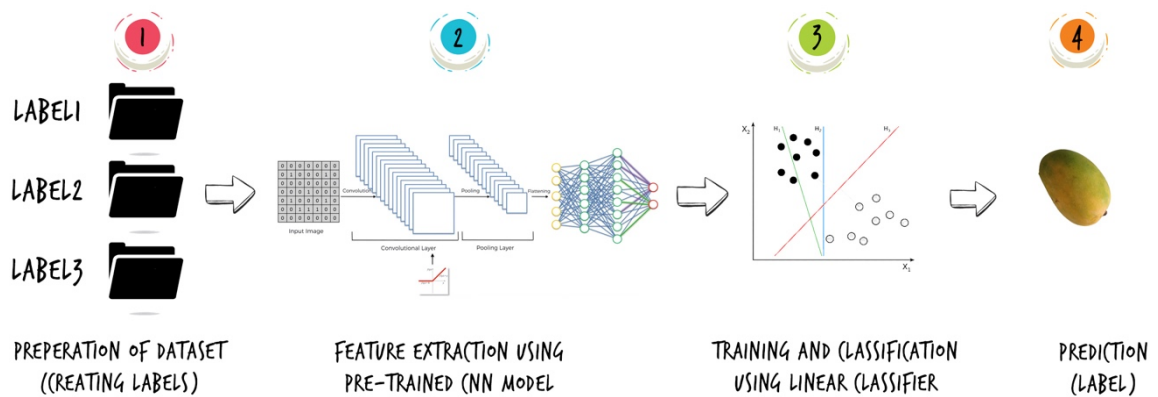 1
2
3
4
LABEL1
LABEL2
LABEL3
Input Image
Convolution
Convolutional Layer
Pooling
Pooling Layer
Flattening
X₂
H₁
H₂
H₃
X₁
PREPERATION OF DATASET
(CREATING LABELS)
FEATURE EXTRACTION USING
PRE-TRAINED CNN MODEL
TRAINING AND CLASSIFICATION
USING LINEAR CLASSIFIER
PREDICTION
(LABEL)